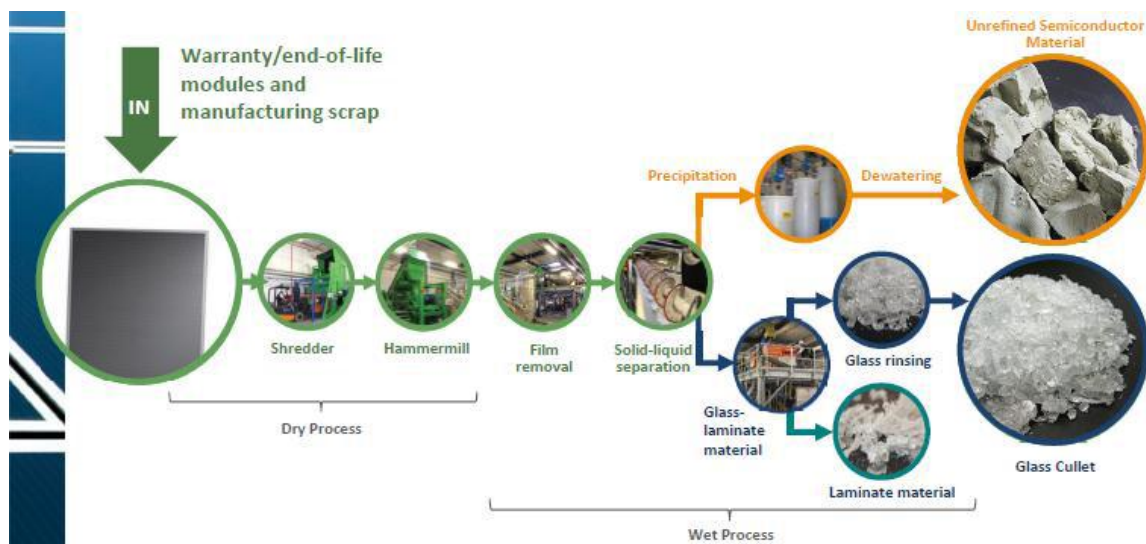 Warranty/end-of-life
modules and
manufacturing scrap
IN
Unrefined Semiconductor
Material
Precipitation
Dewatering
Shredder
Hammermill
Film
removal
Solid-liquid
separation
Glass rinsing
Glass-
laminate
material
Laminate material
Glass Cullet
Dry Process
Wet Process